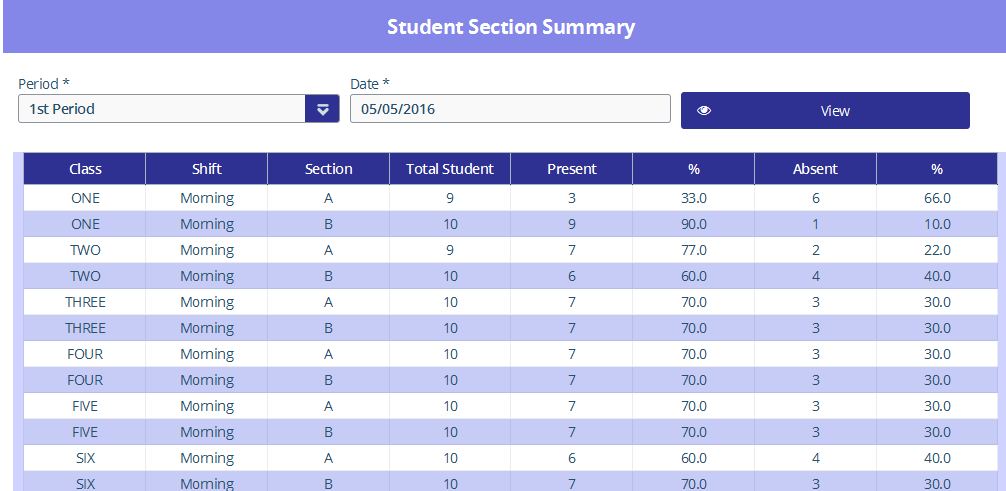 Student Section Summary
Period * Date *
1st Period 05/05/2016 View
Class Shift Section Total Student Present % Absent %
ONE Morning A 9 3 33.0 6 66.0
ONE Morning B 10 9 90.0 1 10.0
TWO Morning A 9 7 77.0 2 22.0
TWO Morning B 10 6 60.0 4 40.0
THREE Morning A 10 7 70.0 3 30.0
THREE Morning B 10 7 70.0 3 30.0
FOUR Morning A 10 7 70.0 3 30.0
FOUR Morning B 10 7 70.0 3 30.0
FIVE Morning A 10 7 70.0 3 30.0
FIVE Morning B 10 7 70.0 3 30.0
SIX Morning A 10 6 60.0 4 40.0
SIX Morning B 10 7 70.0 3 30.0